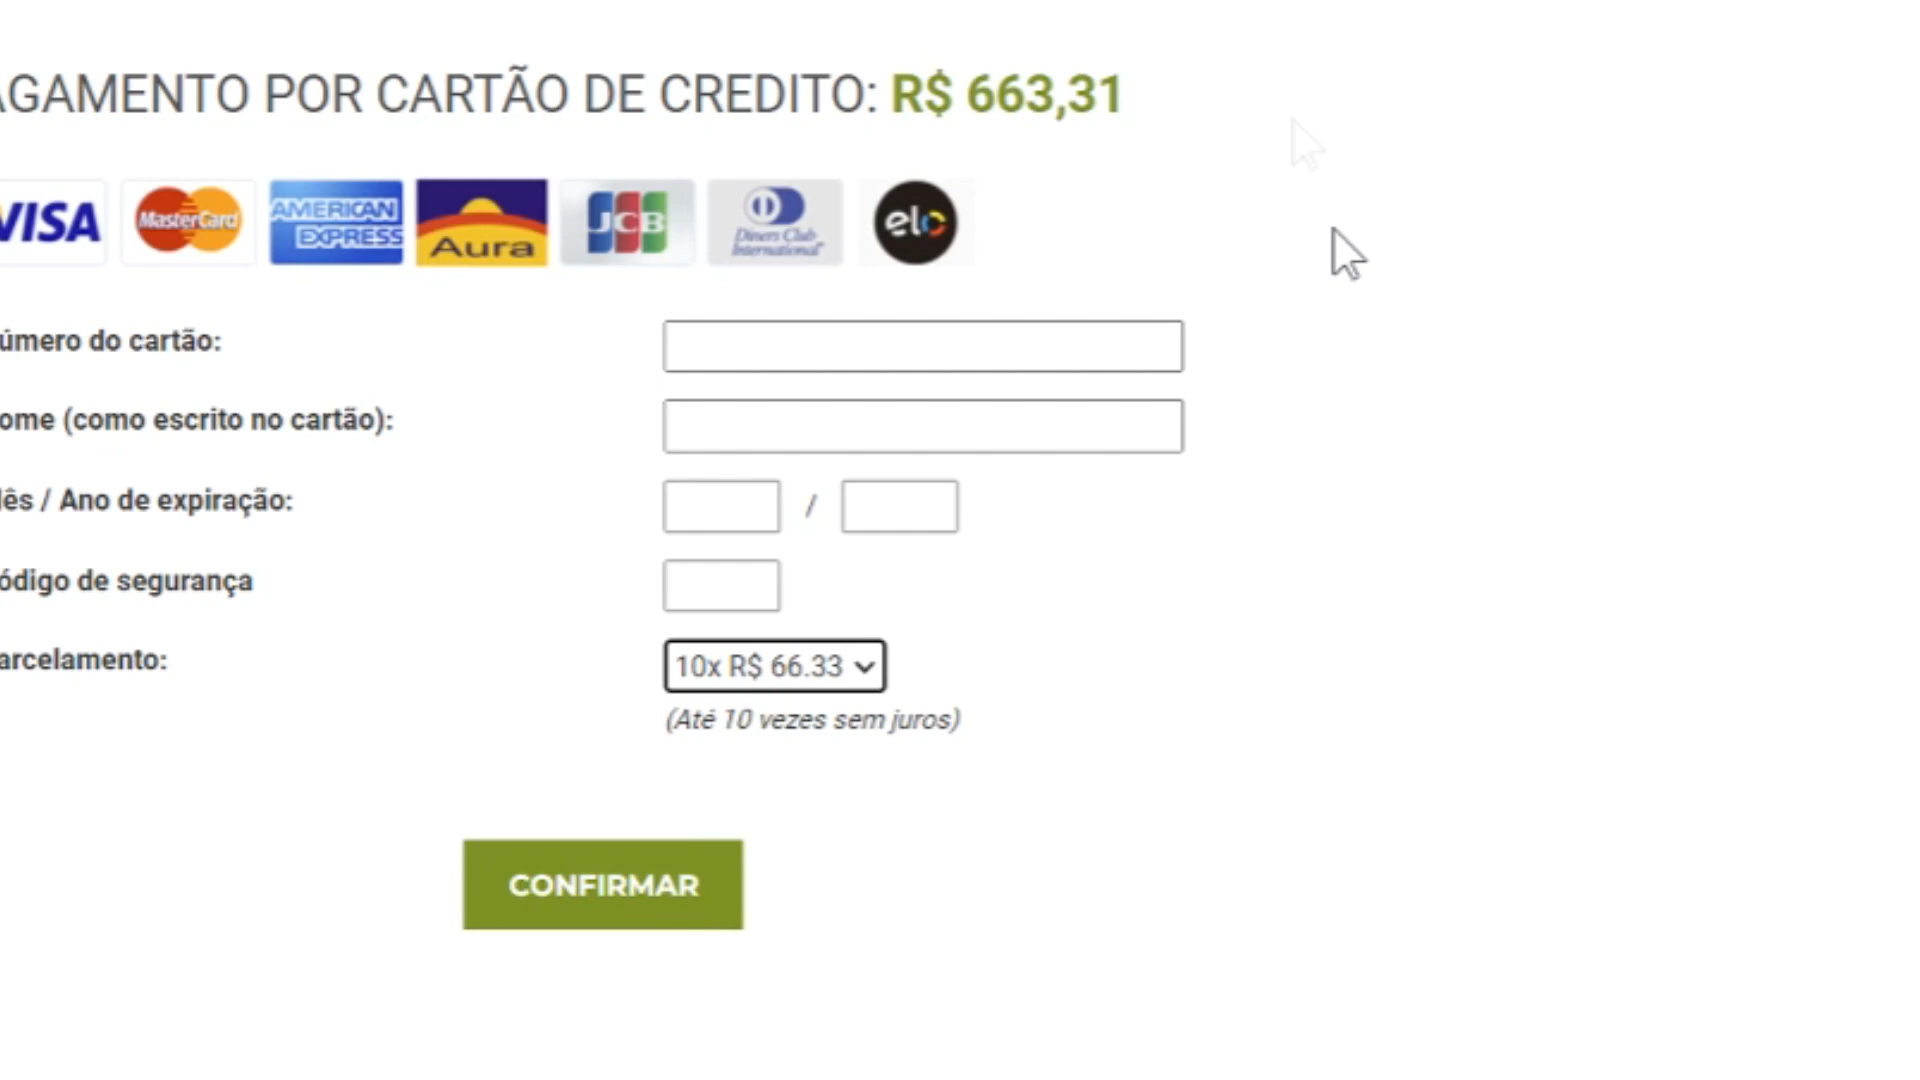 AGAMENTO POR CARTÃO DE CREDITO: R$ 663,31
VISA MasterCard AMERICAN EXPRESS Aura JCB Diners Club International elo
úmero do cartão:
ome (como escrito no cartão):
ês / Ano de expiração: /
ódigo de segurança
arcelamento: 10x R$ 66.33
(Até 10 vezes sem juros)
CONFIRMAR